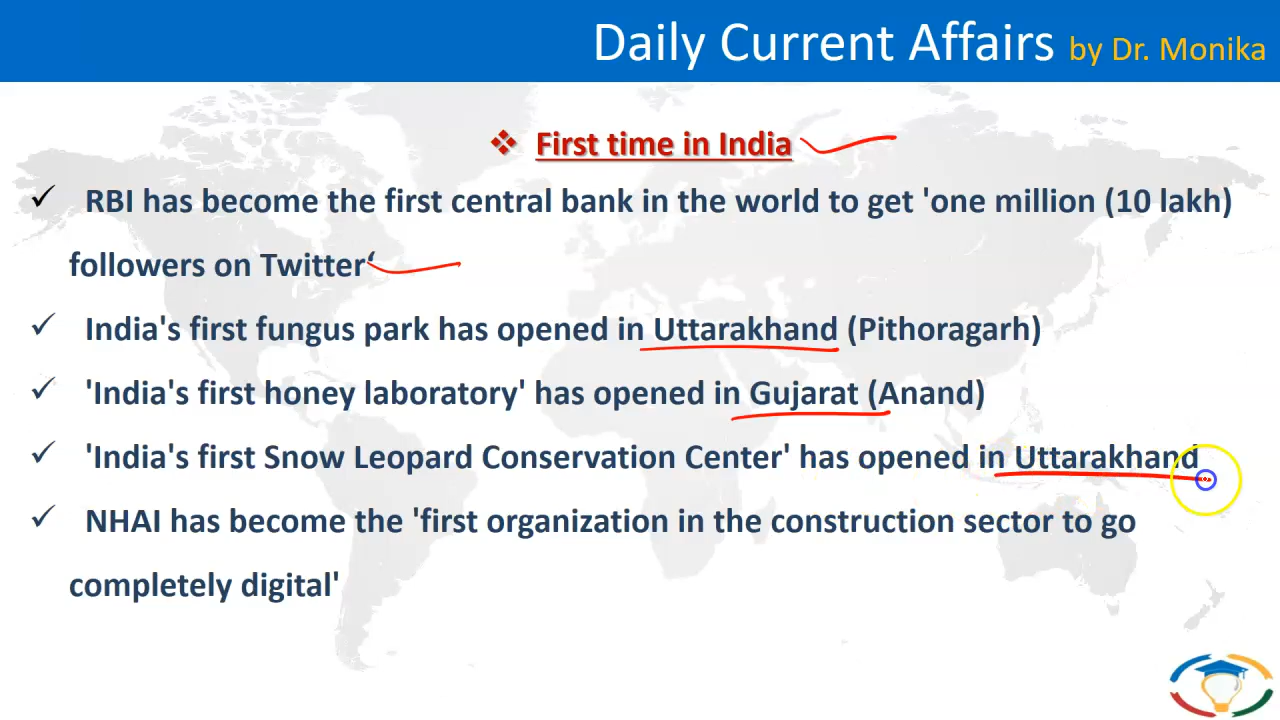 Daily Current Affairs by Dr. Monika
❖ First time in India
✓ RBI has become the first central bank in the world to get 'one million (10 lakh)
followers on Twitter‘
✓ India's first fungus park has opened in Uttarakhand (Pithoragarh)
✓ 'India's first honey laboratory' has opened in Gujarat (Anand)
✓ 'India's first Snow Leopard Conservation Center' has opened in Uttarakhand
✓ NHAI has become the 'first organization in the construction sector to go
completely digital'